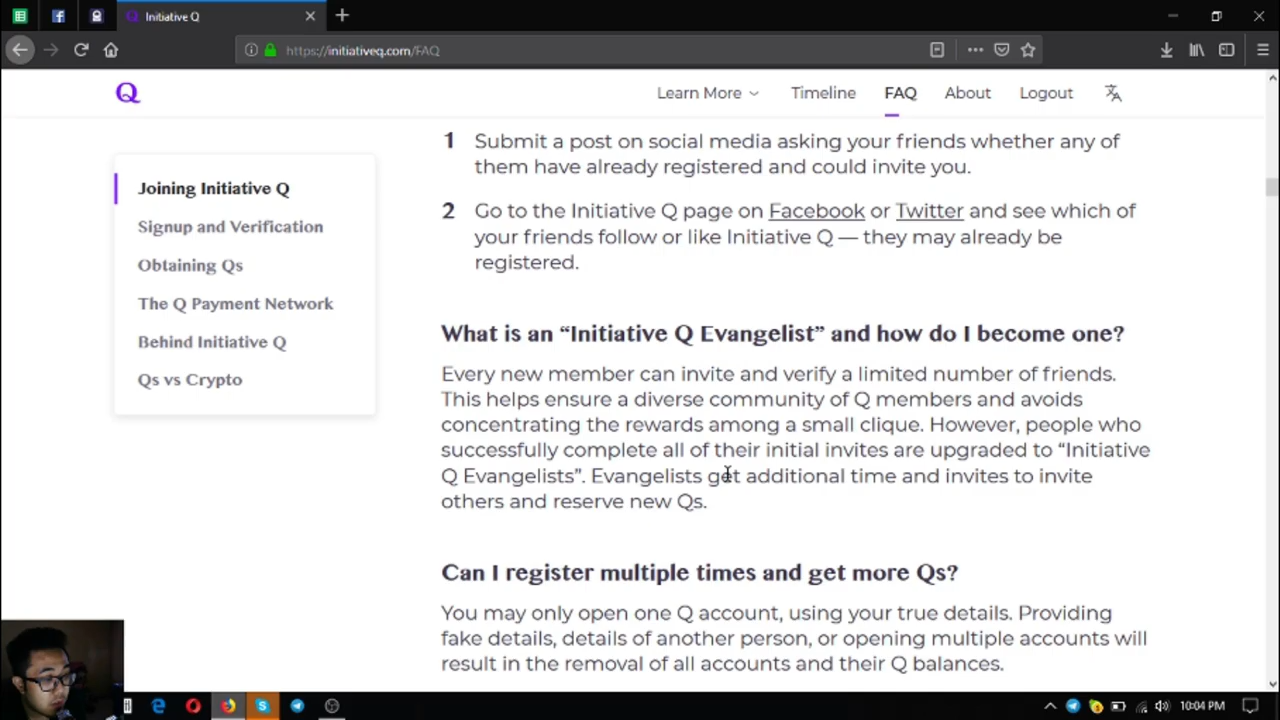 Initiative Q
https://initiativeq.com/FAQ
Q
Learn More
Timeline
FAQ
About
Logout
Joining Initiative Q
Signup and Verification
Obtaining Qs
The Q Payment Network
Behind Initiative Q
Qs vs Crypto
1 Submit a post on social media asking your friends whether any of
them have already registered and could invite you.
2 Go to the Initiative Q page on Facebook or Twitter and see which of
your friends follow or like Initiative Q — they may already be
registered.
What is an “Initiative Q Evangelist” and how do I become one?
Every new member can invite and verify a limited number of friends.
This helps ensure a diverse community of Q members and avoids
concentrating the rewards among a small clique. However, people who
successfully complete all of their initial invites are upgraded to “Initiative
Q Evangelists”. Evangelists get additional time and invites to invite
others and reserve new Qs.
Can I register multiple times and get more Qs?
You may only open one Q account, using your true details. Providing
fake details, details of another person, or opening multiple accounts will
result in the removal of all accounts and their Q balances.
10:04 PM